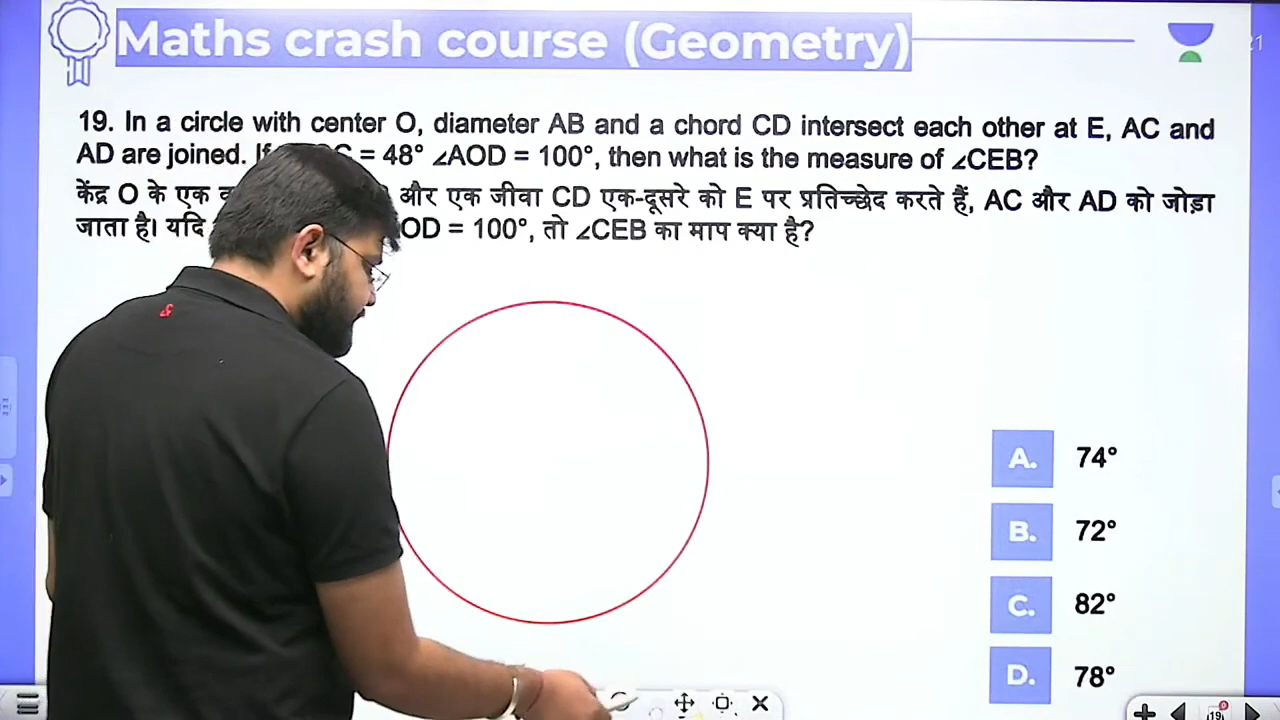 Maths crash course (Geometry)
19. In a circle with center O, diameter AB and a chord CD intersect each other at E, AC and
AD are joined. If = 48° ∠AOD = 100°, then what is the measure of ∠CEB?
केंद्र O के एक और एक जीवा CD एक-दूसरे को E पर प्रतिच्छेद करते हैं, AC और AD को जोड़ा
जाता है। यदि OD = 100°, तो ∠CEB का माप क्या है?
A. 74°
B. 72°
C. 82°
D. 78°
19